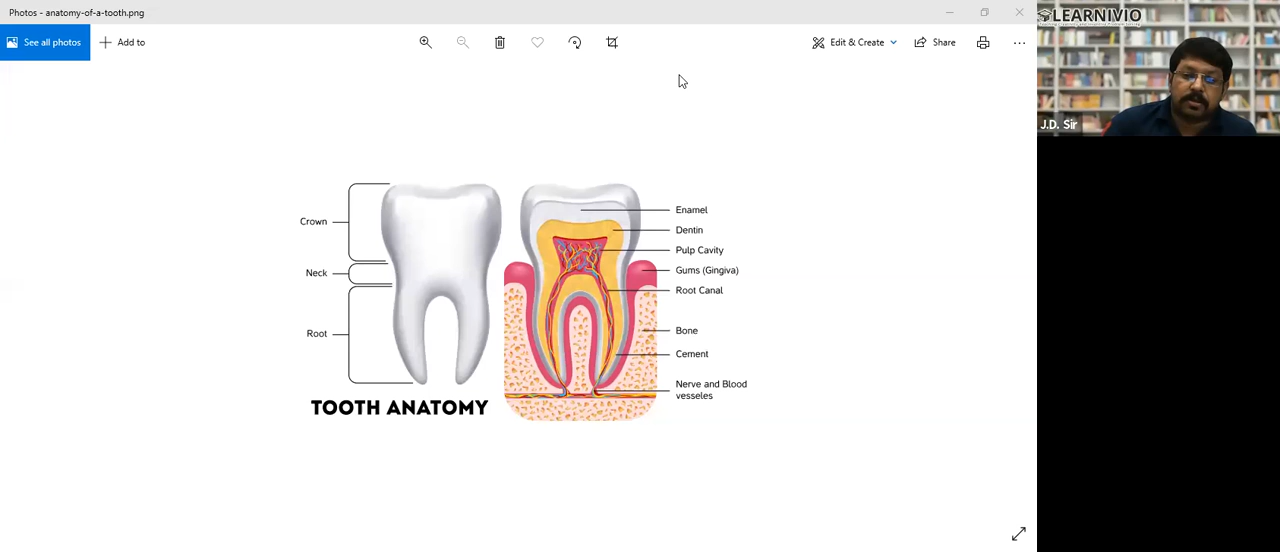 Photos - anatomy-of-a-tooth.png
See all photos
Add to
Edit & Create
Share
LEARNIVIO
J.D. Sir
Crown
Neck
Root
TOOTH ANATOMY
Enamel
Dentin
Pulp Cavity
Gums (Gingiva)
Root Canal
Bone
Cement
Nerve and Blood
vesseles